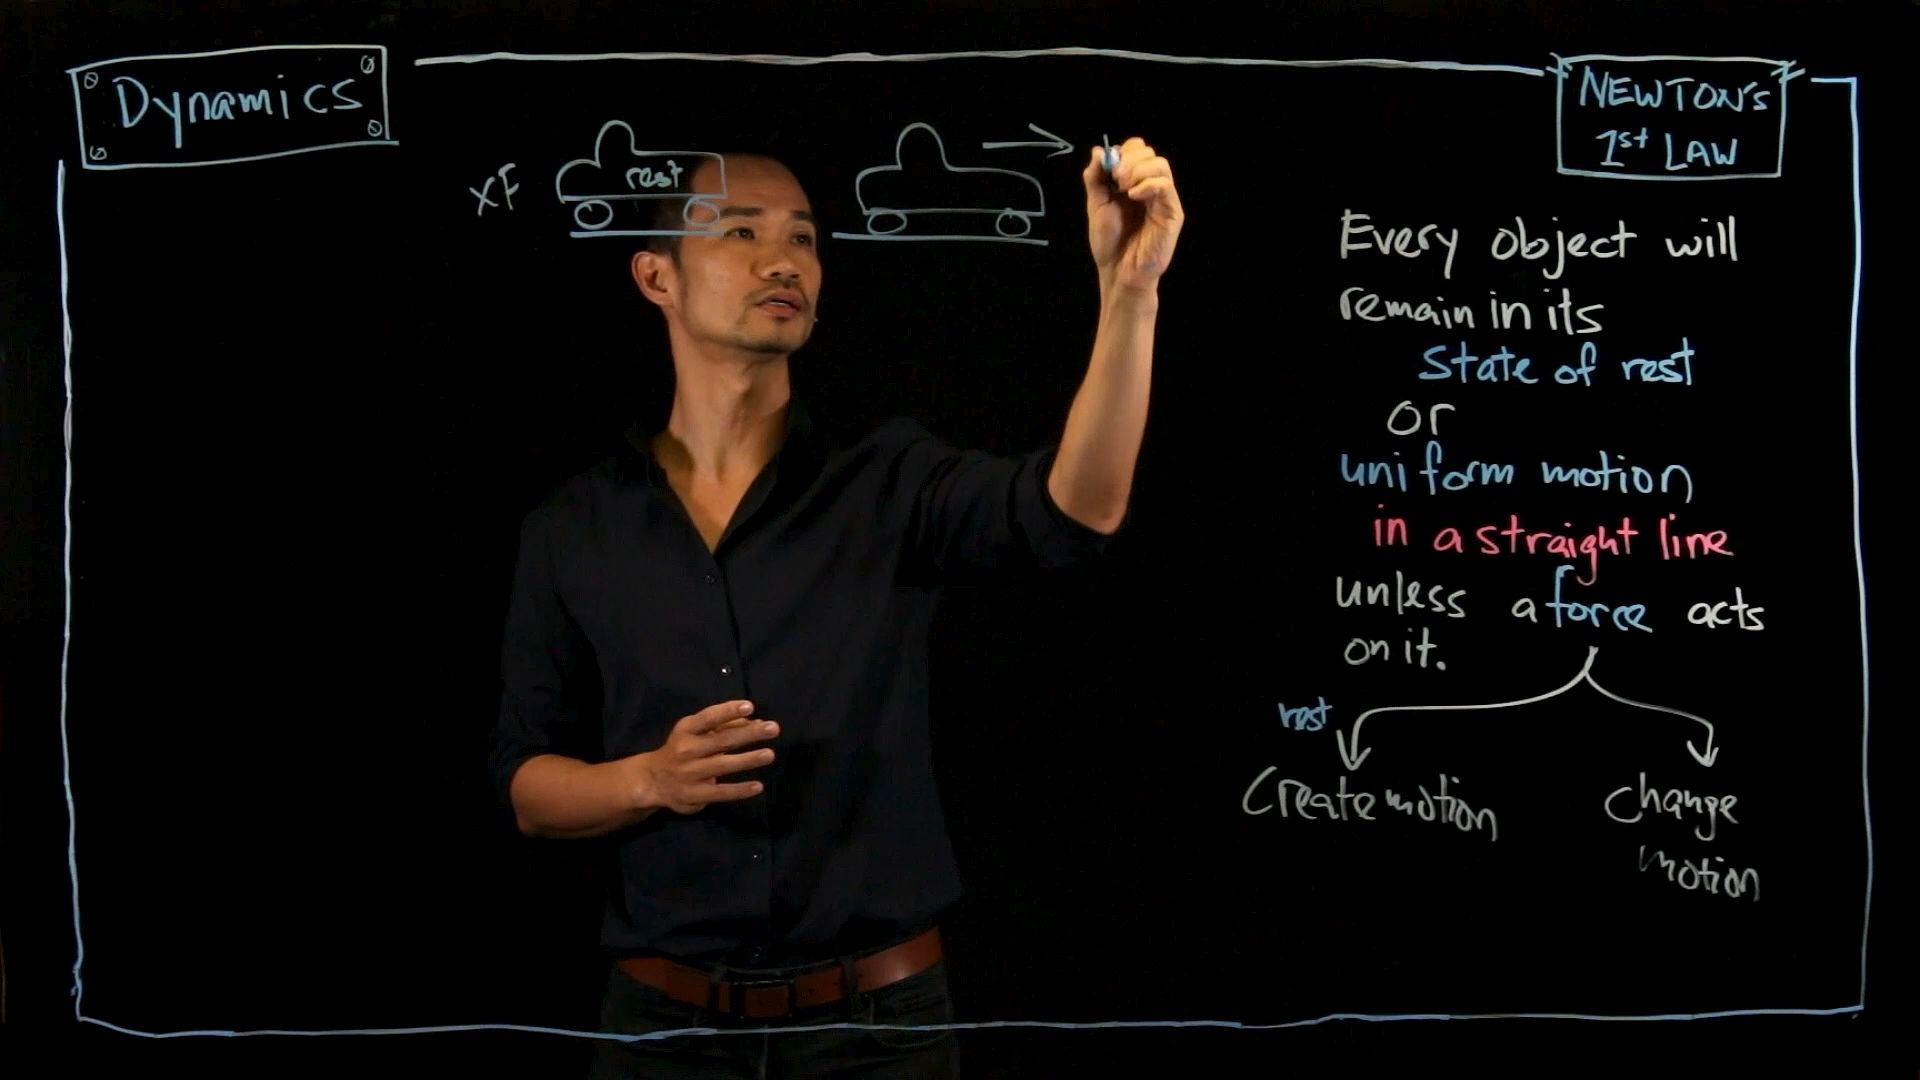 Dynamics
NEWTON'S
1st LAW
XF
rest
Every object will
remain in its
State of rest
or
uniform motion
in a straight line
unless a force acts
on it.
rest
Create motion
Change
motion